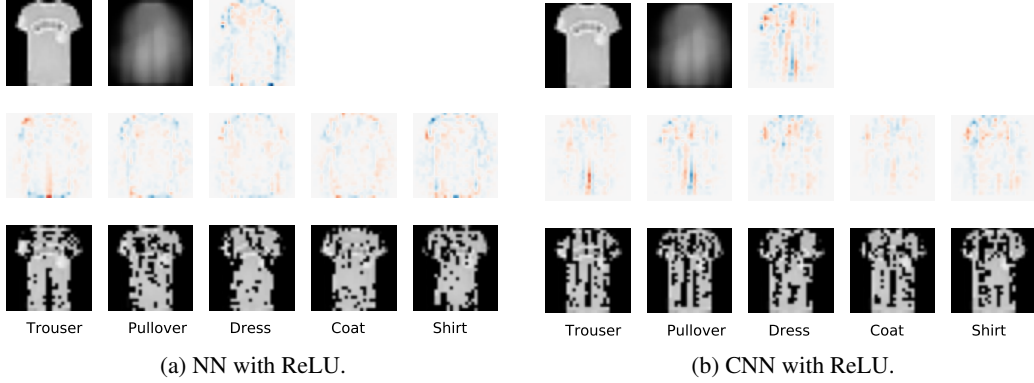 Trouser Pullover Dress Coat Shirt
(a) NN with ReLU.
Trouser Pullover Dress Coat Shirt
(b) CNN with ReLU.